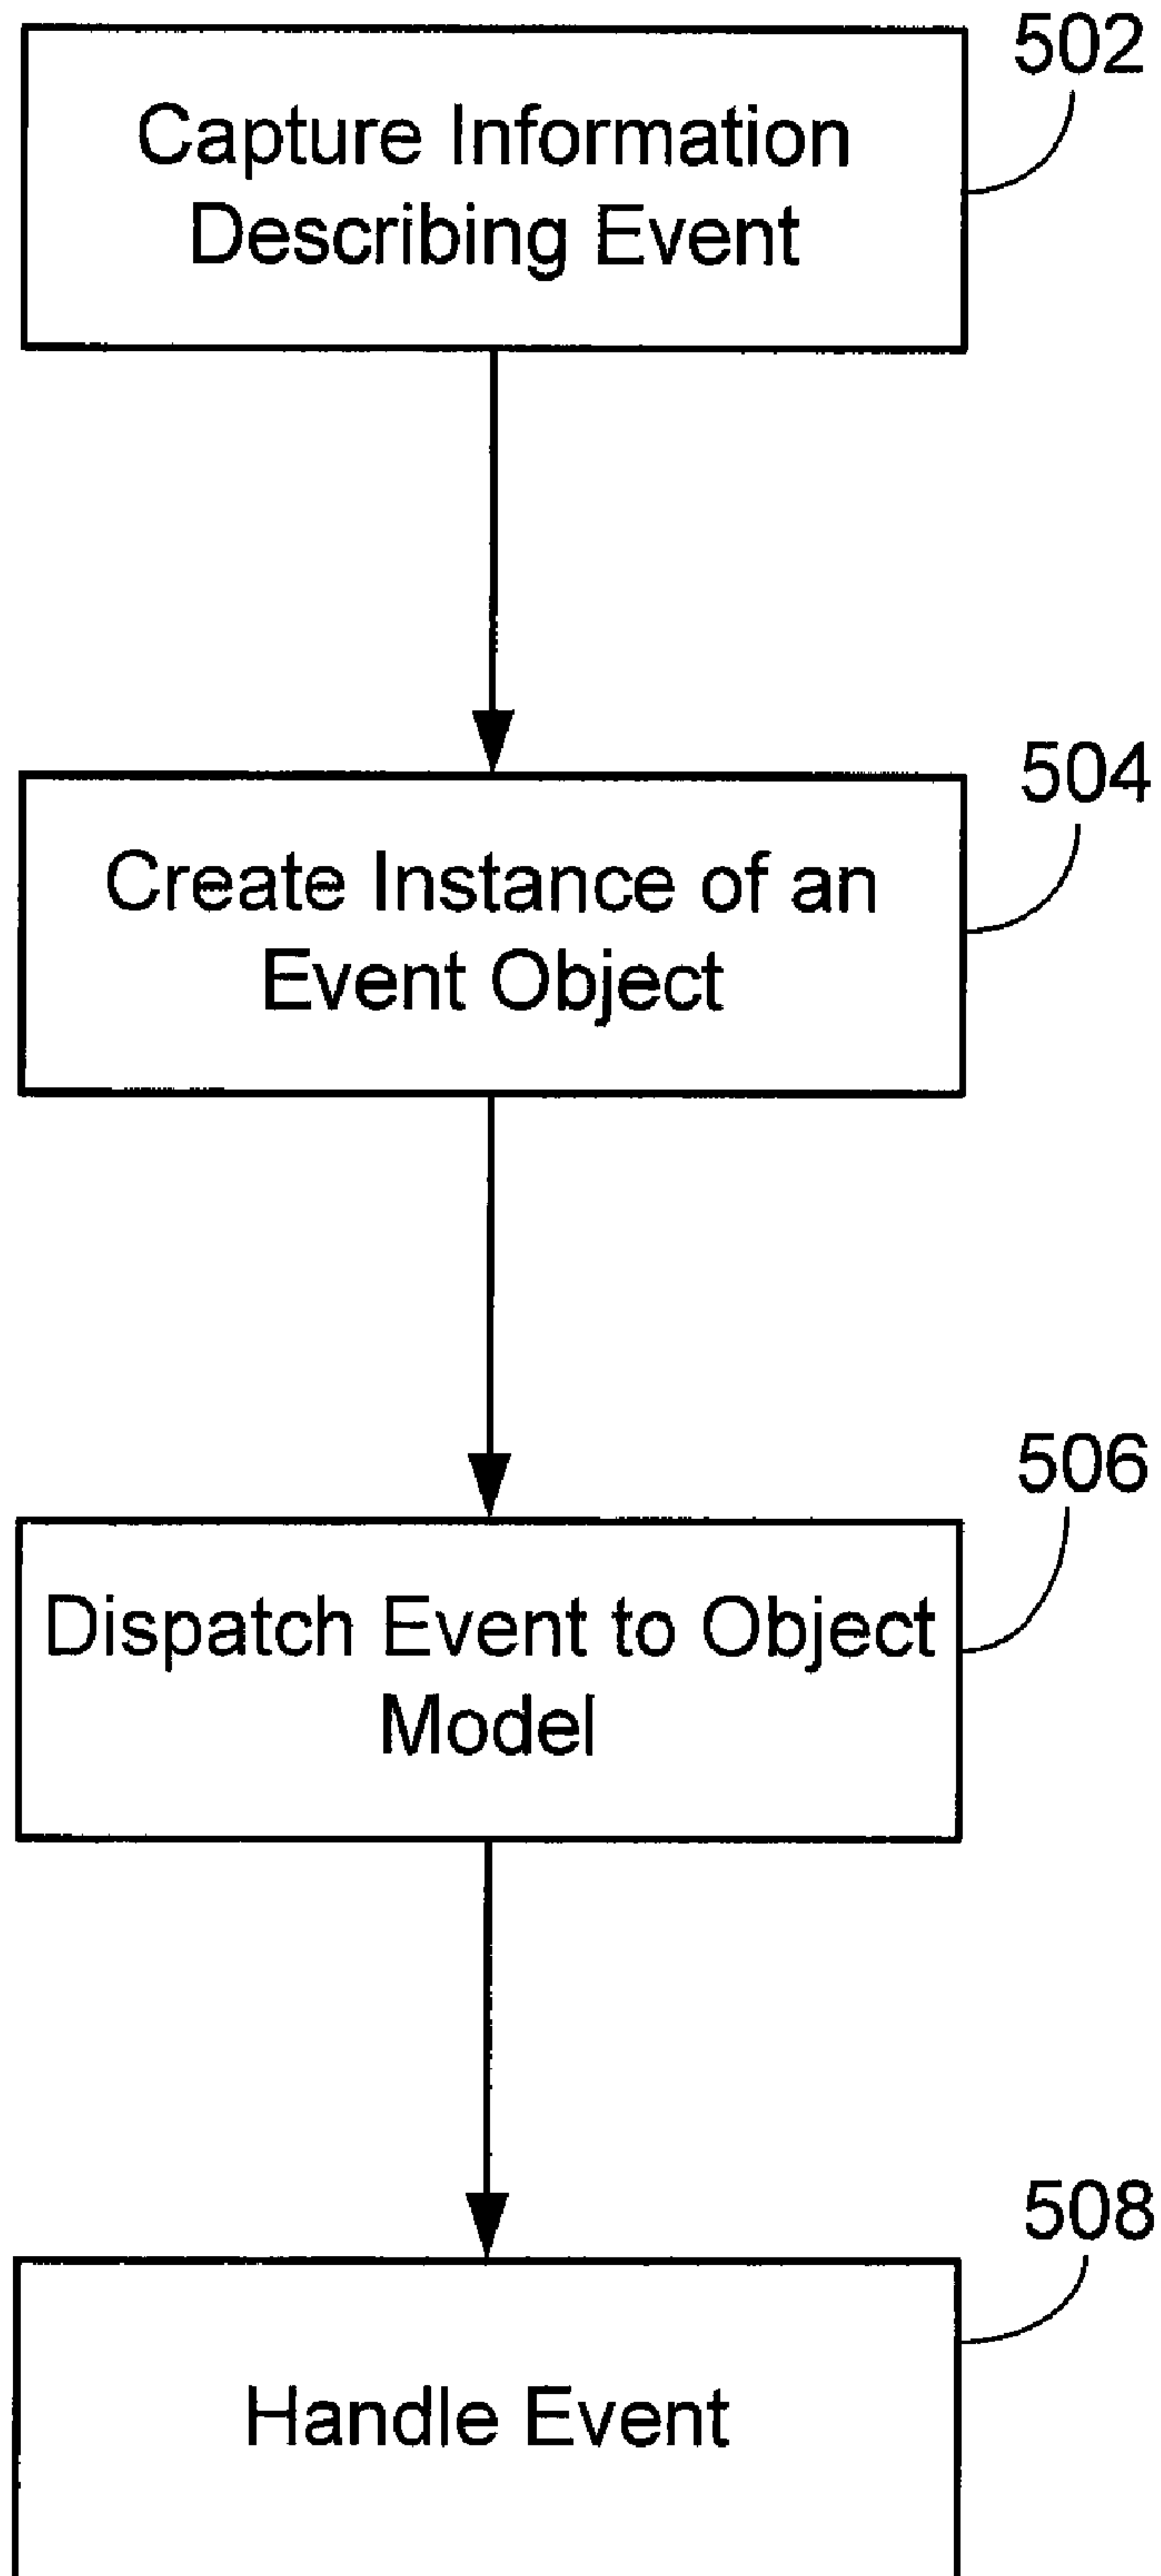 502
Capture Information
Describing Event
504
Create Instance of an
Event Object
506
Dispatch Event to Object
Model
508
Handle Event